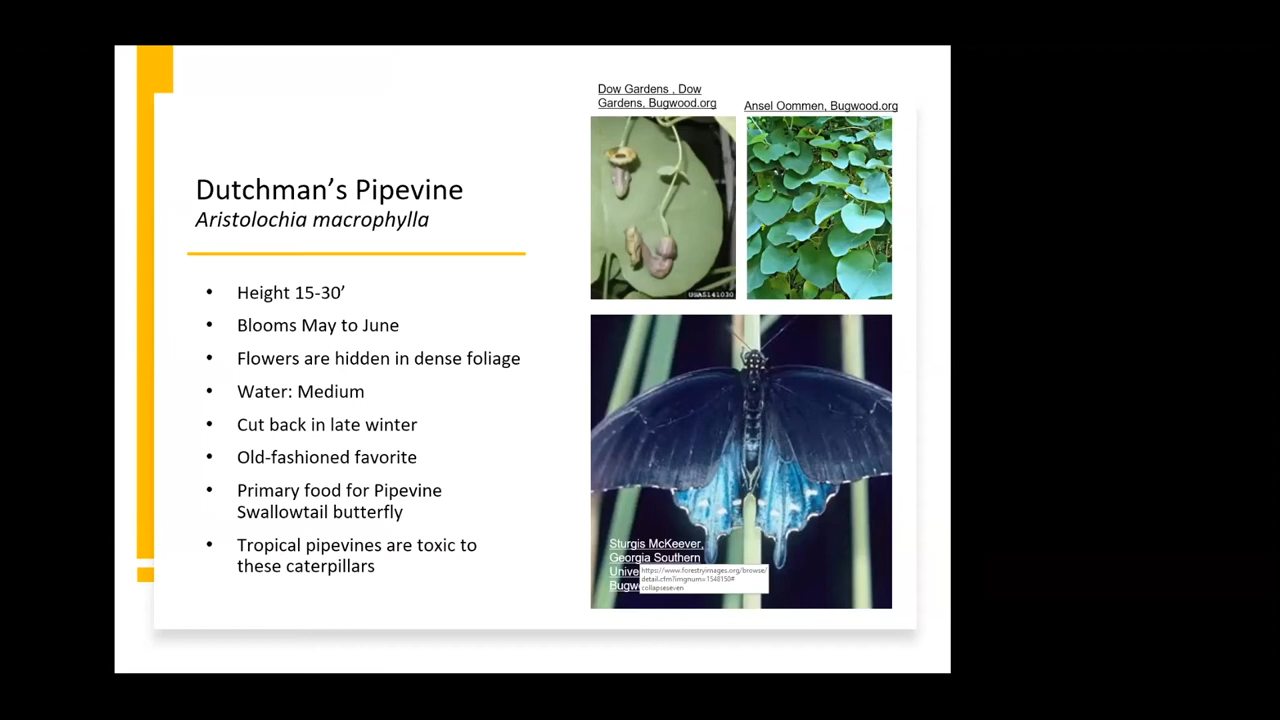 Dow Gardens , Dow
Gardens, Bugwood.org
Ansel Oommen, Bugwood.org
USA5141030
Dutchman’s Pipevine
Aristolochia macrophylla
• Height 15-30’
• Blooms May to June
• Flowers are hidden in dense foliage
• Water: Medium
• Cut back in late winter
• Old-fashioned favorite
• Primary food for Pipevine
Swallowtail butterfly
• Tropical pipevines are toxic to
these caterpillars
Sturgis McKeever,
Georgia Southern
https://www.forestryimages.org/browse/
detail.cfm?imgnum=1548150#
collapseseven